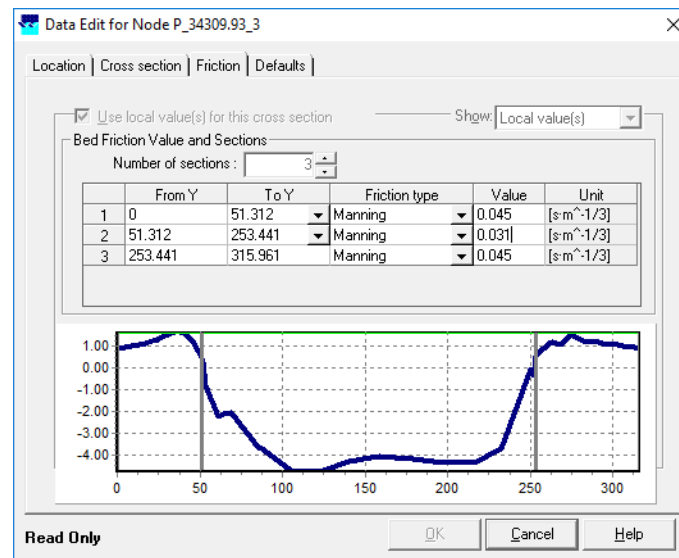 Data Edit for Node P_34309.93_3
Location Cross section Friction Defaults
Use local value(s) for this cross section Show: Local value(s)
Bed Friction Value and Sections
Number of sections : 3
From Y To Y Friction type Value Unit
1 0 51.312 Manning 0.045 [s·m^-1/3]
2 51.312 253.441 Manning 0.031 [s·m^-1/3]
3 253.441 315.961 Manning 0.045 [s·m^-1/3]
1.00
0.00
-1.00
-2.00
-3.00
-4.00
0 50 100 150 200 250 300
Read Only OK Cancel Help